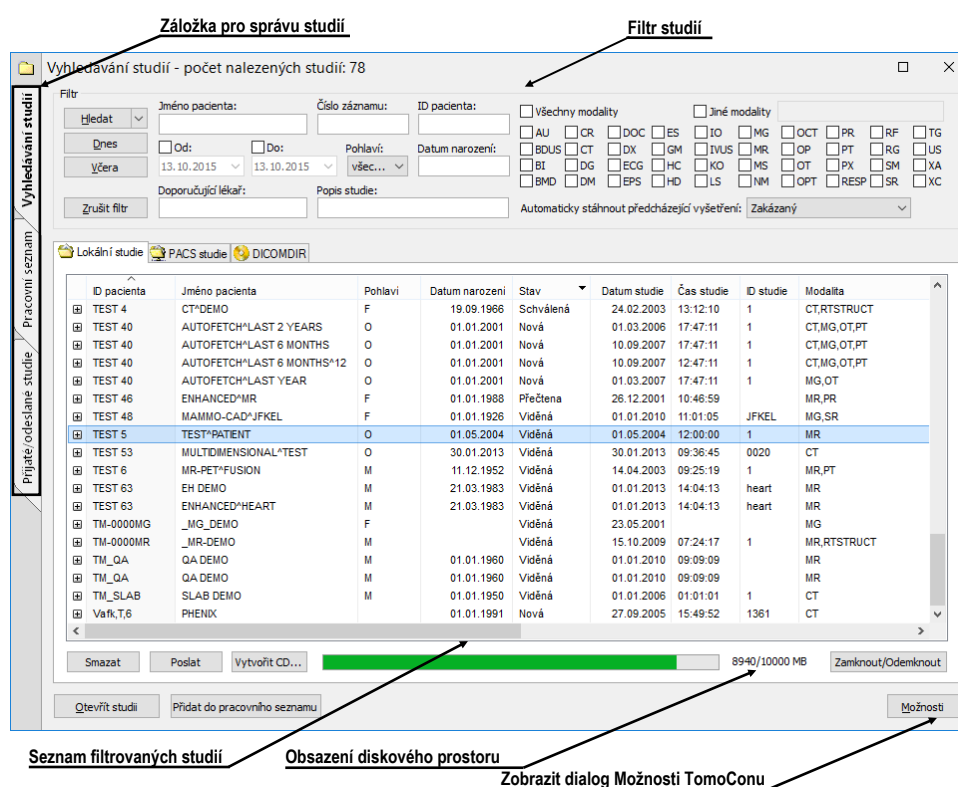 Záložka pro správu studií
Filtr studií
Vyhledávání studií - počet nalezených studií: 78
Filtr
Hledat
Dnes
Včera
Zrušit filtr
Jméno pacienta:
Číslo záznamu:
ID pacienta:
Od:
Do:
Pohlaví:
Datum narození:
13.10.2015
13.10.2015
všec...
Doporučující lékař:
Popis studie:
Všechny modality
Jiné modality
AU CR DOC ES IO MG OCT PR RF TG
BDUS CT DX GM IVUS MR OP PT RG US
BI DG ECG HC KO MS OT PX SM XA
BMD DM EPS HD LS NM OPT RESP SR XC
Automaticky stáhnout předcházející vyšetření: Zakázaný
Vyhledávání studií
Pracovní seznam
Přijaté/odeslané studie
Lokální studie
PACS studie
DICOMDIR
ID pacienta Jméno pacienta Pohlaví Datum narození Stav Datum studie Čas studie ID studie Modalita
TEST 4 CT^DEMO F 19.09.1966 Schválená 24.02.2003 13:12:10 1 CT,RTSTRUCT
TEST 40 AUTOFETCH^LAST 2 YEARS O 01.01.2001 Nová 01.03.2006 17:47:11 1 CT,MG,OT,PT
TEST 40 AUTOFETCH^LAST 6 MONTHS O 01.01.2001 Nová 10.09.2007 17:47:11 1 CT,MG,OT,PT
TEST 40 AUTOFETCH^LAST 6 MONTHS^12 O 01.01.2001 Nová 10.09.2007 12:47:11 1 CT,MG,OT,PT
TEST 40 AUTOFETCH^LAST YEAR O 01.01.2001 Nová 01.03.2007 17:47:11 1 MG,OT
TEST 46 ENHANCED^MR F 01.01.1988 Přečtena 26.12.2001 10:46:59 MR,PR
TEST 48 MAMMO-CAD^JFKEL F 01.01.1926 Viděná 01.01.2010 11:01:05 JFKEL MG,SR
TEST 5 TEST^PATIENT O 01.05.2004 Viděná 01.05.2004 12:00:00 1 MR
TEST 53 MULTIDIMENSIONAL^TEST O 30.01.2013 Viděná 30.01.2013 09:36:45 0020 CT
TEST 6 MR-PET^FUSION M 11.12.1952 Viděná 14.04.2003 09:25:19 1 MR,PT
TEST 63 EH DEMO M 21.03.1983 Viděná 01.01.2013 14:04:13 heart MR
TEST 63 ENHANCED^HEART M 21.03.1983 Viděná 01.01.2013 14:04:13 heart MR
TM-0000MG _MG_DEMO F Viděná 23.05.2001 MG
TM-0000MR _MR-DEMO M Viděná 15.10.2009 07:24:17 1 MR,RTSTRUCT
TM_QA QA DEMO M 01.01.1960 Viděná 01.01.2010 09:09:09 MR
TM_QA QA DEMO M 01.01.1960 Viděná 01.01.2010 09:09:09 MR
TM_SLAB SLAB DEMO M 01.01.1950 Viděná 01.01.2006 01:01:01 1 CT
Vafk,T,6 PHENIX 01.01.1991 Nová 27.09.2005 15:49:52 1361 CT
Smazat
Poslat
Vytvořit CD...
8940/10000 MB
Zamknout/Odemknout
Otevřít studii
Přidat do pracovního seznamu
Možnosti
Seznam filtrovaných studií
Obsazení diskového prostoru
Zobrazit dialog Možnosti TomoConu